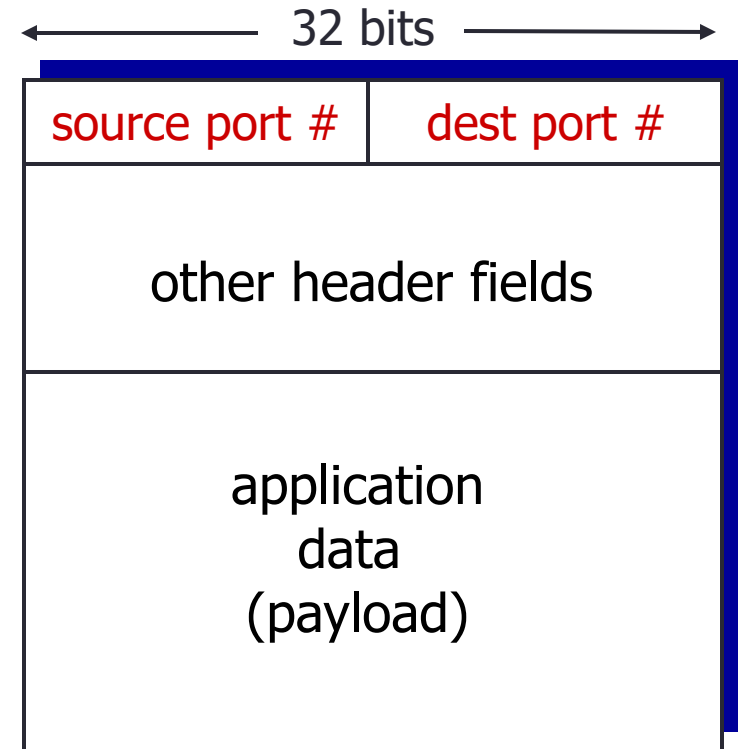 32 bits
source port #
dest port #
other header fields
application
data
(payload)